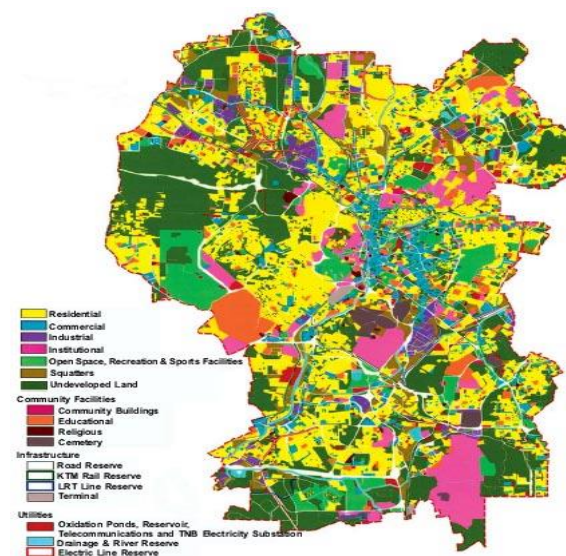 Residential
Commercial
Industrial
Institutional
Open Space, Recreation & Sports Facilities
Squatters
Undeveloped Land
Community Facilities
Community Buildings
Educational
Religious
Cemetery
Infrastructure
Road Reserve
KTM Rail Reserve
LRT Line Reserve
Terminal
Utilities
Oxidation Ponds, Reservoir,
Telecommunications and TNB Electricity Substation
Drainage & River Reserve
Electric Line Reserve